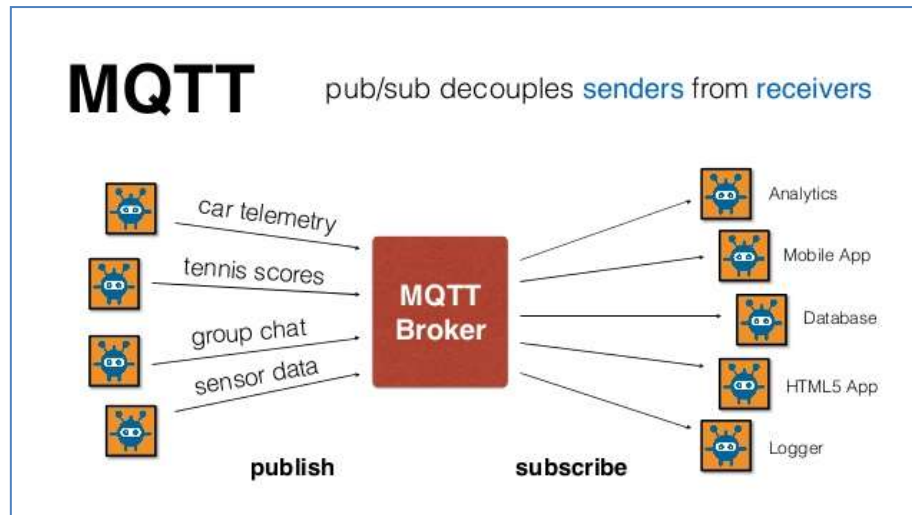 MQTT
pub/sub decouples senders from receivers
car telemetry
tennis scores
group chat
sensor data
MQTT
Broker
Analytics
Mobile App
Database
HTML5 App
Logger
publish
subscribe